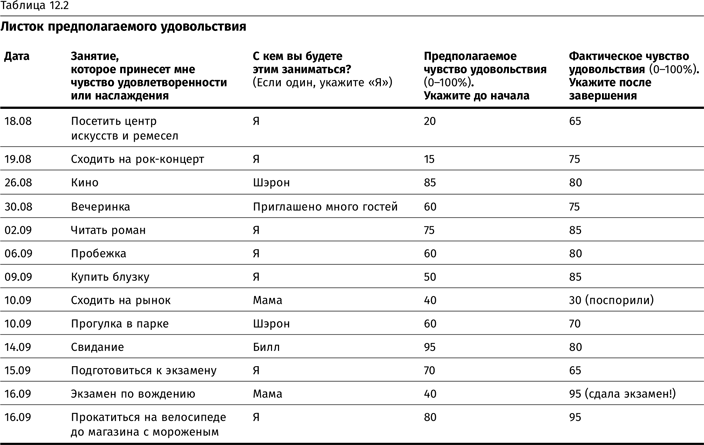 Таблица 12.2
Листок предполагаемого удовольствия
Дата
Занятие,
которое принесет мне
чувство удовлетворенности
или наслаждения
С кем вы будете
этим заниматься?
(Если один, укажите «Я»)
Предполагаемое
чувство удовольствия
(0–100%).
Укажите до начала
Фактическое чувство
удовольствия (0–100%).
Укажите после
завершения
18.08 Посетить центр Я 20 65
искусств и ремесел
19.08 Сходить на рок-концерт Я 15 75
26.08 Кино Шэрон 85 80
30.08 Вечеринка Приглашено много гостей 60 75
02.09 Читать роман Я 75 85
06.09 Пробежка Я 60 80
09.09 Купить блузку Я 50 85
10.09 Сходить на рынок Мама 40 30 (поспорили)
10.09 Прогулка в парке Шэрон 60 70
14.09 Свидание Билл 95 80
15.09 Подготовиться к экзамену Я 70 65
16.09 Экзамен по вождению Мама 40 95 (сдала экзамен!)
16.09 Прокатиться на велосипеде Я 80 95
до магазина с мороженым